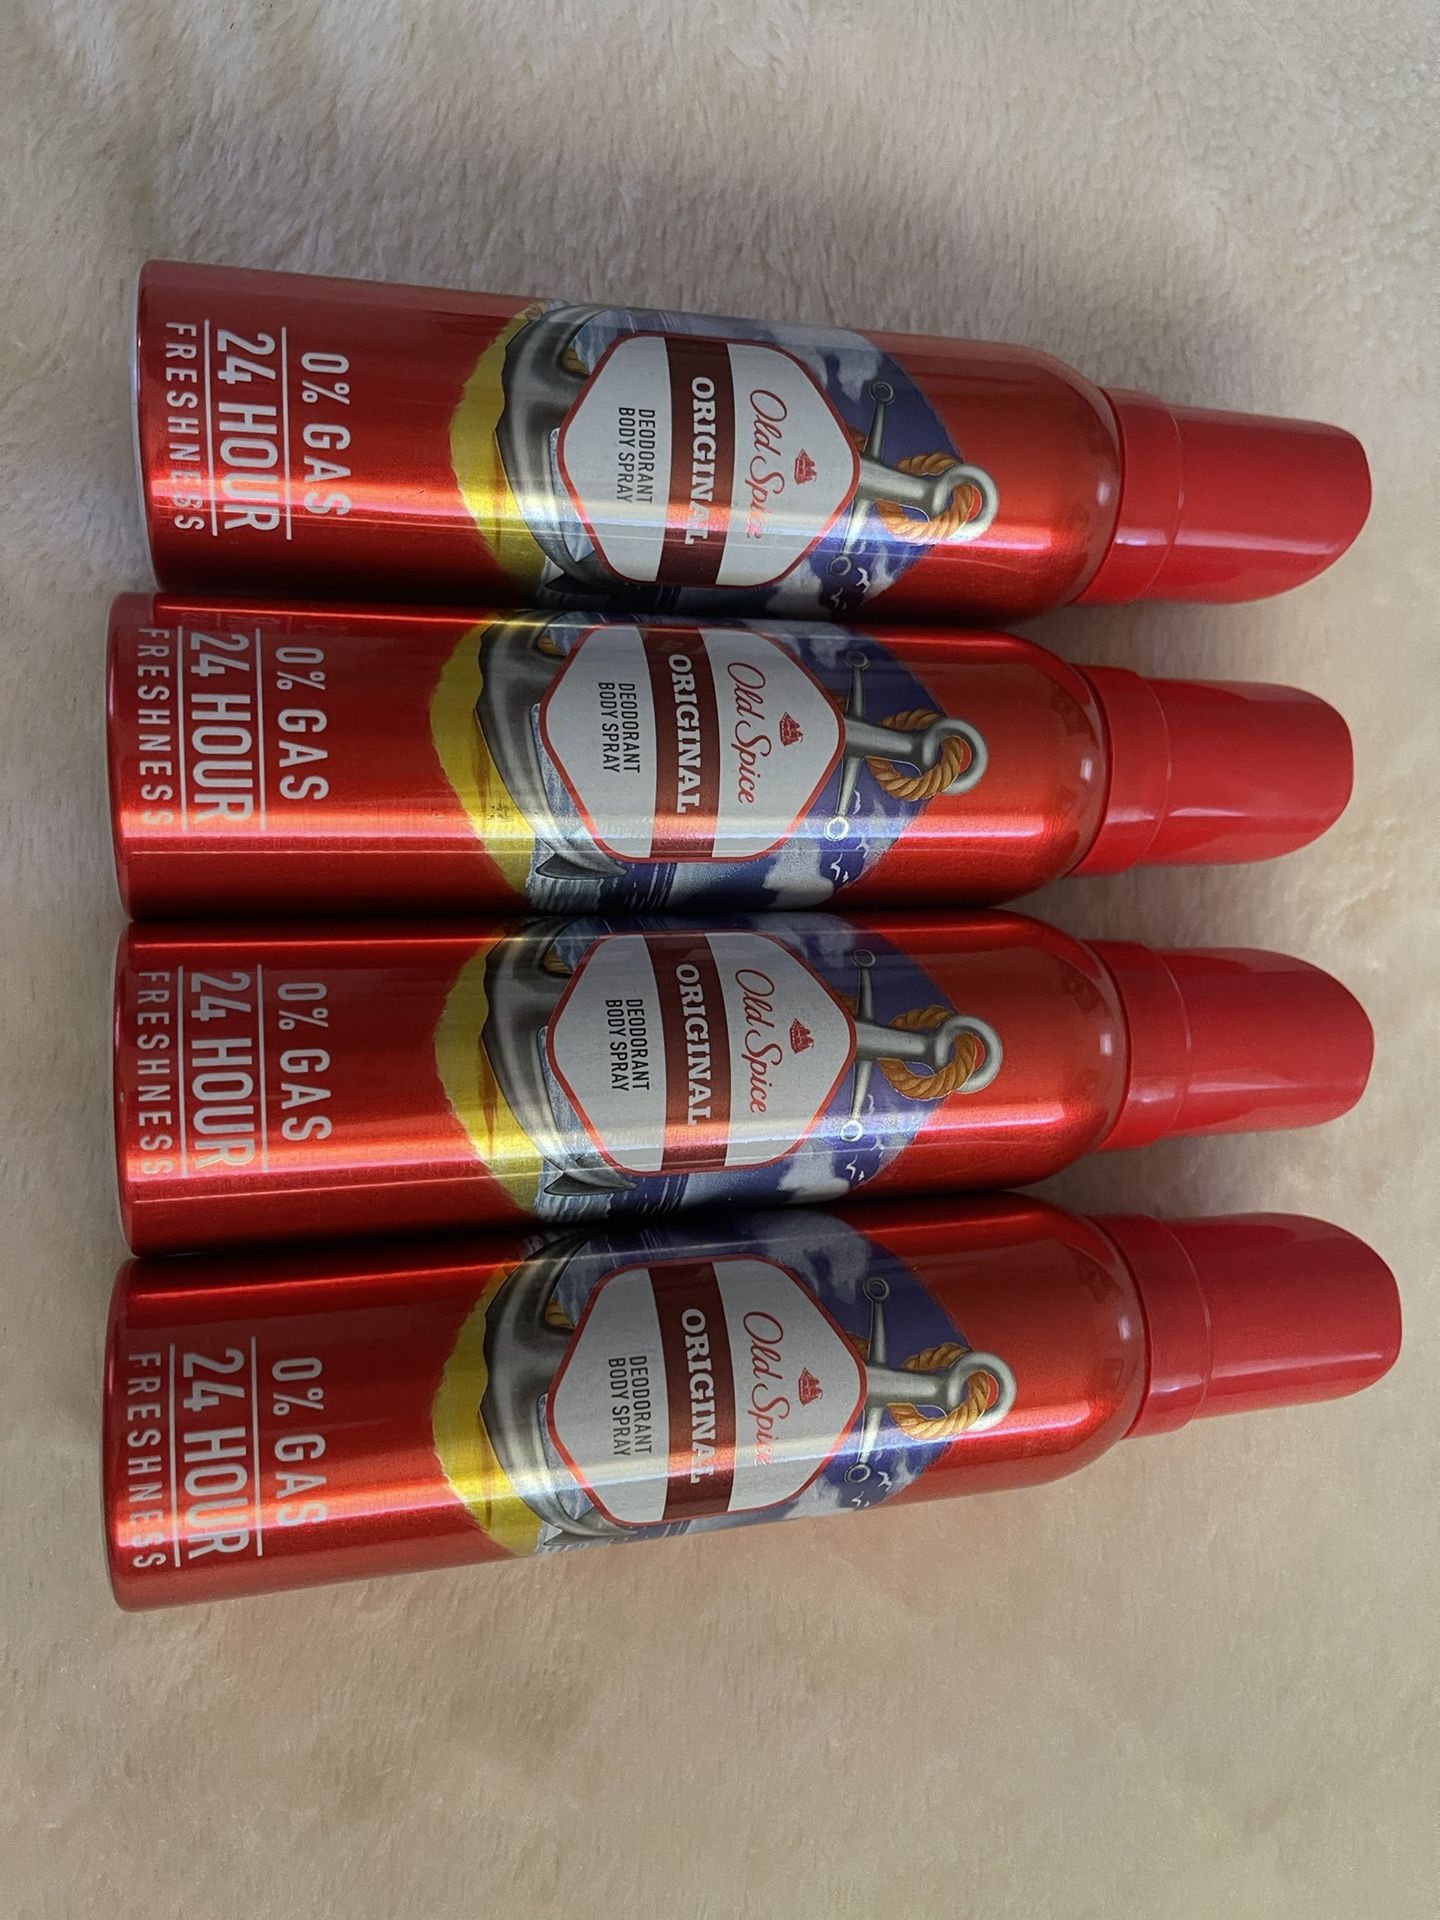 Old Spice
ORIGINAL
DEODORANT
BODY SPRAY
0% GAS
24 HOUR
FRESHNESS
Old Spice
ORIGINAL
DEODORANT
BODY SPRAY
0% GAS
24 HOUR
FRESHNESS
Old Spice
ORIGINAL
DEODORANT
BODY SPRAY
0% GAS
24 HOUR
FRESHNESS
Old Spice
ORIGINAL
DEODORANT
BODY SPRAY
0% GAS
24 HOUR
FRESHNESS